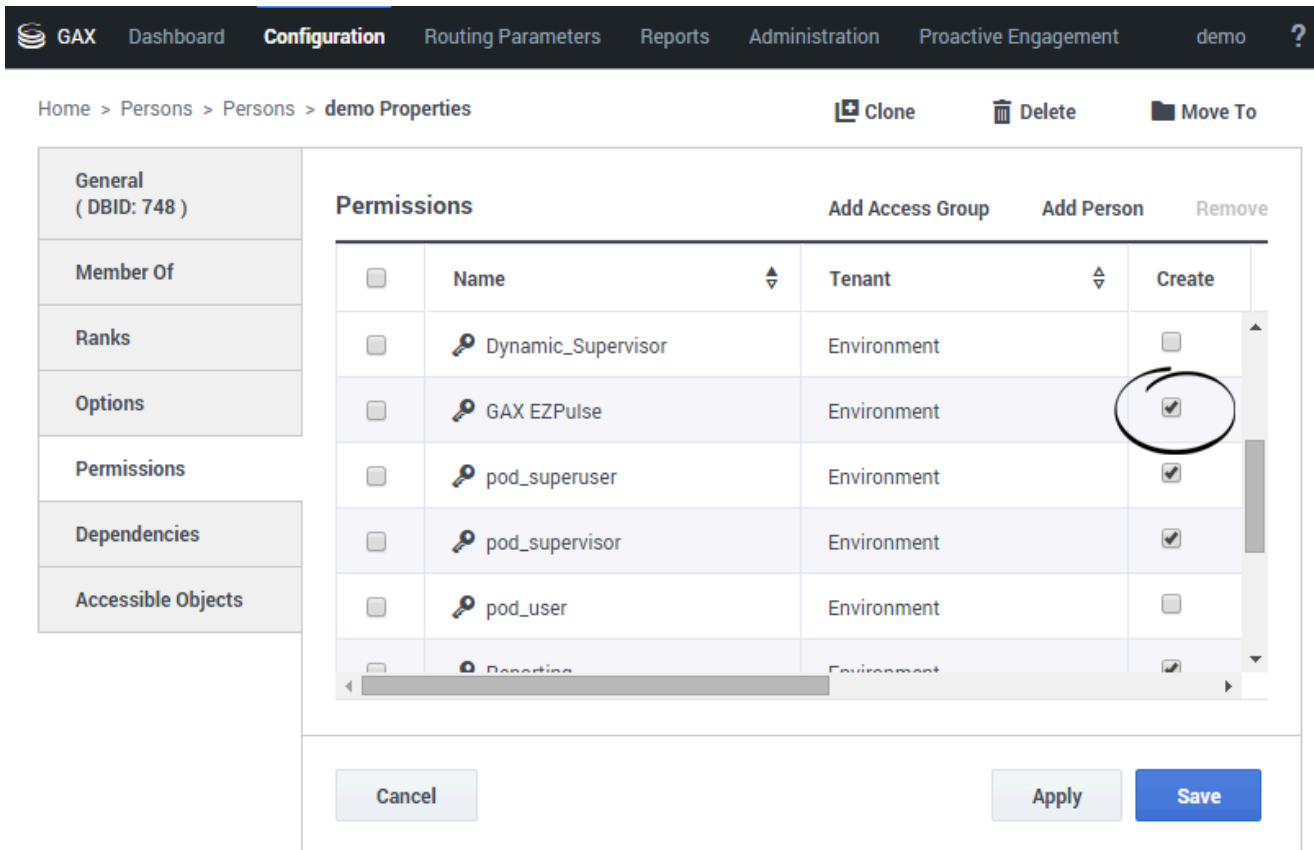 GAX Dashboard Configuration Routing Parameters Reports Administration Proactive Engagement demo ?
Home > Persons > Persons > demo Properties Clone Delete Move To
General
( DBID: 748 )
Member Of
Ranks
Options
Permissions
Dependencies
Accessible Objects
Permissions Add Access Group Add Person Remove
Name Tenant Create
Dynamic_Supervisor Environment
GAX EZPulse Environment
pod_superuser Environment
pod_supervisor Environment
pod_user Environment
Reporting Environment
Cancel Apply Save